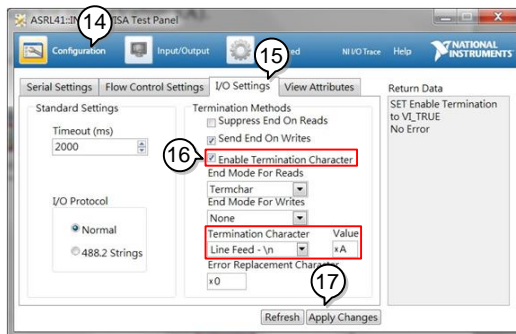 ASRL41::IN
ISA Test Panel
14
Configuration
Input/Output
ed
NI I/O Trace
Help
NATIONAL
INSTRUMENTS
15
Serial Settings
Flow Control Settings
I/O Settings
View Attributes
Return Data
SET Enable Termination
to VI_TRUE
No Error
Standard Settings
Timeout (ms)
2000
I/O Protocol
Normal
488.2 Strings
Termination Methods
Suppress End On Reads
Send End On Writes
16
Enable Termination Character
End Mode For Reads
Termchar
End Mode For Writes
None
Termination Character
Value
Line Feed - \n
xA
Error Replacement Character
x0
17
Refresh
Apply Changes